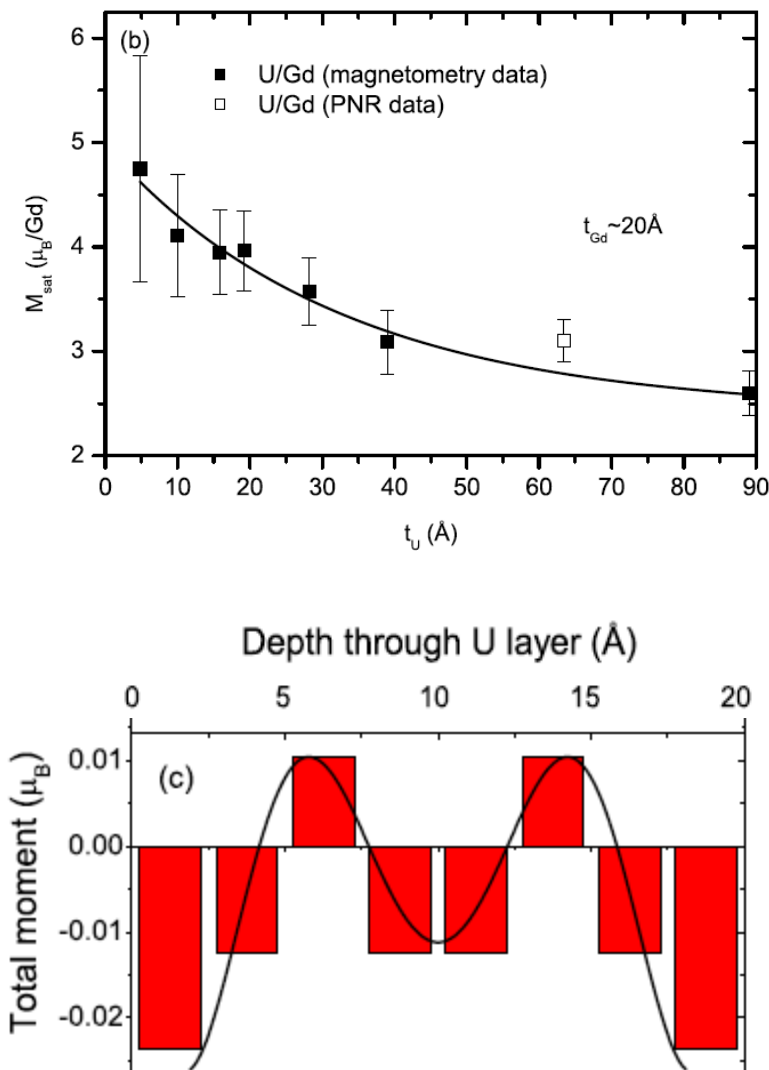 (b)
U/Gd (magnetometry data)
U/Gd (PNR data)
t_Gd~20Å
M_sat (μ_B/Gd)
6
5
4
3
2
0 10 20 30 40 50 60 70 80 90
t_U (Å)
Depth through U layer (Å)
0 5 10 15 20
(c)
Total moment (μ_B)
0.01
0.00
-0.01
-0.02